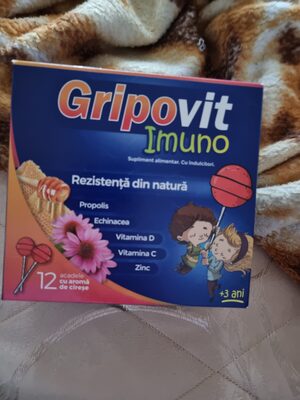 Gripovit
Imuno
Supliment alimentar. Cu îndulcitori.
Rezistență din natură
Propolis
Echinacea
Vitamina D
Vitamina C
Zinc
12 acadele
cu aromă
de cireșe
+3 ani